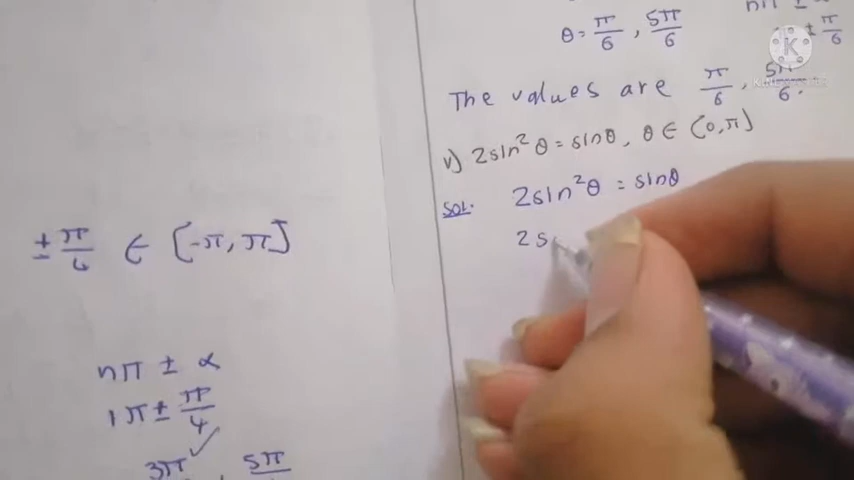 ± π/4 ∈ [-π, π]
nπ ± α
1π ± π/4
3π , 5π
nπ ±
± π/6
θ = π/6 , 5π/6
The values are π/6 , 5π/6.
v) 2sin²θ = sinθ, θ ∈ (0, π]
Sol. 2sin²θ = sinθ
2s
K